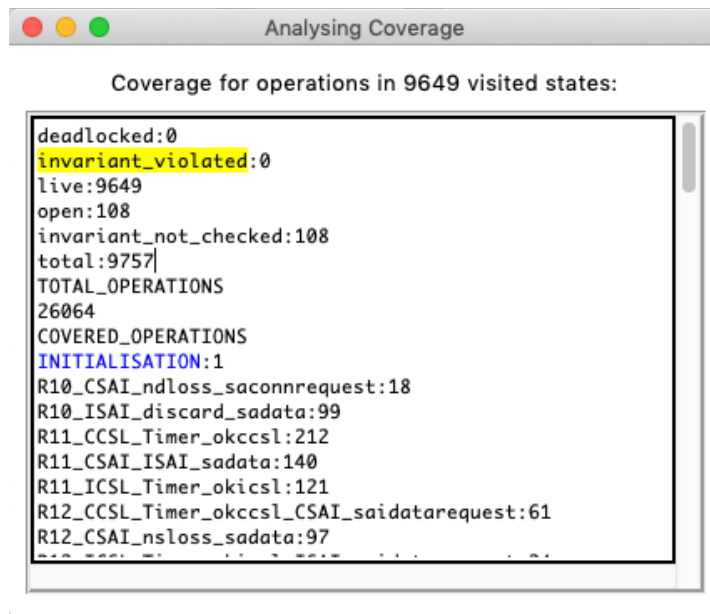 Analysing Coverage
Coverage for operations in 9649 visited states:
deadlocked:0
invariant_violated:0
live:9649
open:108
invariant_not_checked:108
total:9757
TOTAL_OPERATIONS
26064
COVERED_OPERATIONS
INITIALISATION:1
R10_CSAI_ndloss_saconnrequest:18
R10_ISAI_discard_sadata:99
R11_CCSL_Timer_okccsl:212
R11_CSAI_ISAI_sadata:140
R11_ICSL_Timer_okicsl:121
R12_CCSL_Timer_okccsl_CSAI_saidatarequest:61
R12_CSAI_nsloss_sadata:97